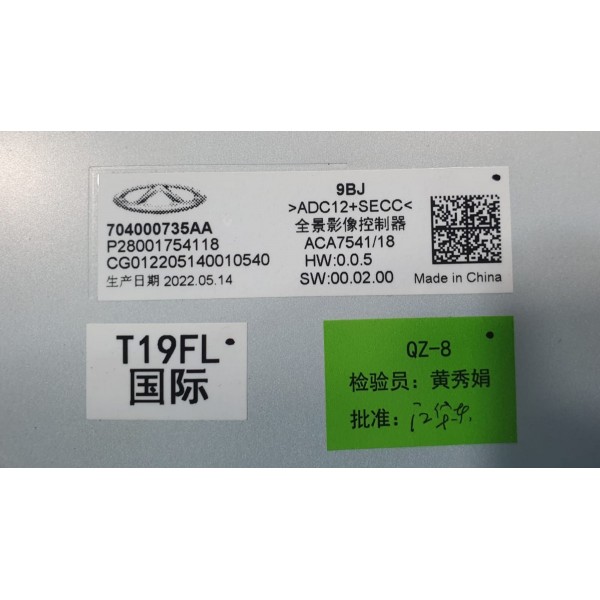 704000735AA
P28001754118
CG012205140010540
生产日期 2022.05.14
9BJ
>ADC12+SECC<
全景影像控制器
ACA7541/18
HW:0.0.5
SW:00.02.00
Made in China
T19FL
国际
QZ-8
检验员：黄秀娟
批准：